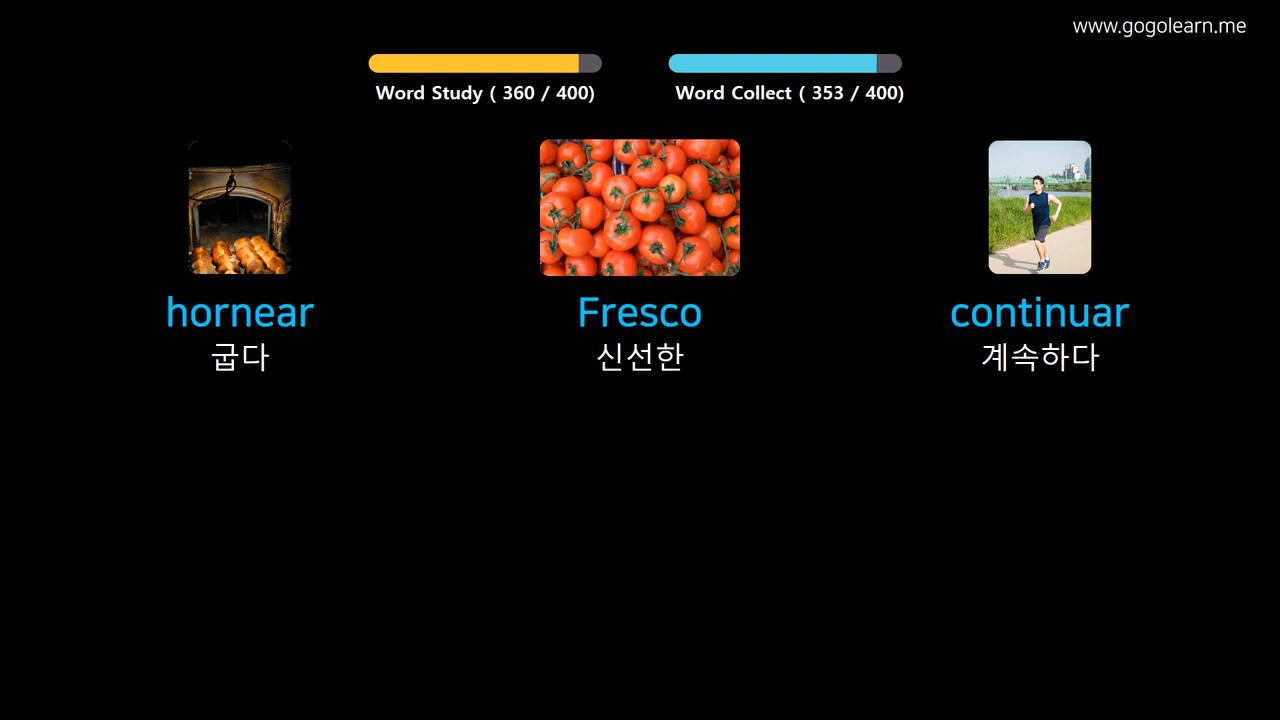 www.gogolearn.me
Word Study ( 360 / 400)
Word Collect ( 353 / 400)
hornear
Fresco
continuar
굽다
신선한
계속하다